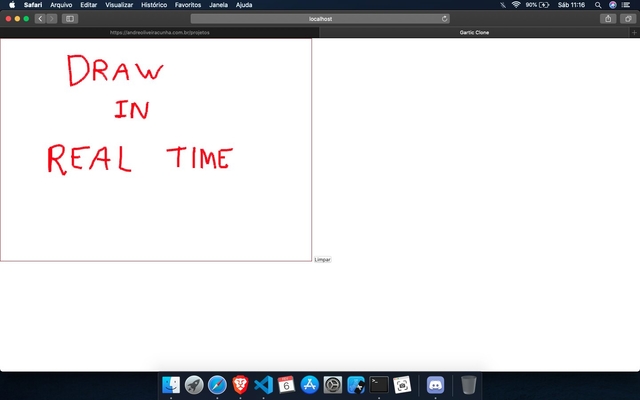 Safari Arquivo Editar Visualizar Histórico Favoritos Janela Ajuda 90% Sáb 11:16
localhost
https://andreoliveiracunha.com.br/projetos Gartic Clone
DRAW
IN
REAL TIME
Limpar
6